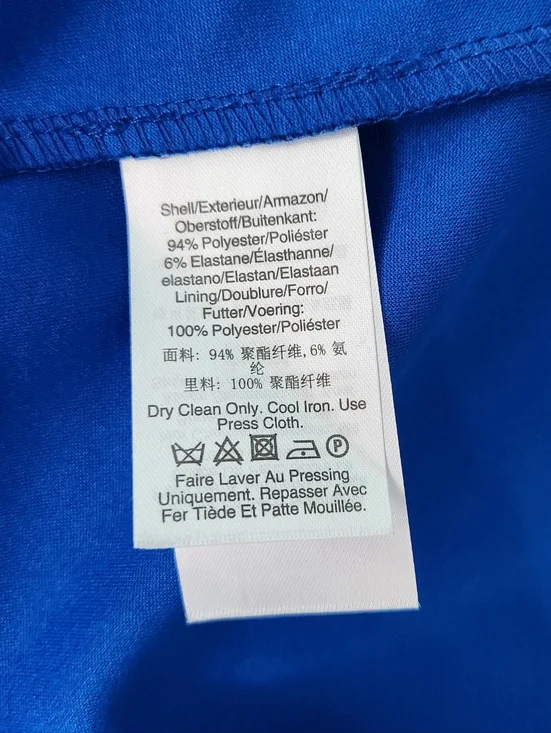 Shell/Exterieur/Armazon/
Oberstoff/Buitenkant:
94% Polyester/Poliéster
6% Elastane/Élasthanne/
elastano/Elastan/Elastaan
Lining/Doublure/Forro/
Futter/Voering:
100% Polyester/Poliéster
面料: 94% 聚酯纤维,6% 氨
纶
里料: 100% 聚酯纤维
Dry Clean Only. Cool Iron. Use
Press Cloth.
P
Faire Laver Au Pressing
Uniquement. Repasser Avec
Fer Tiède Et Patte Mouillée.